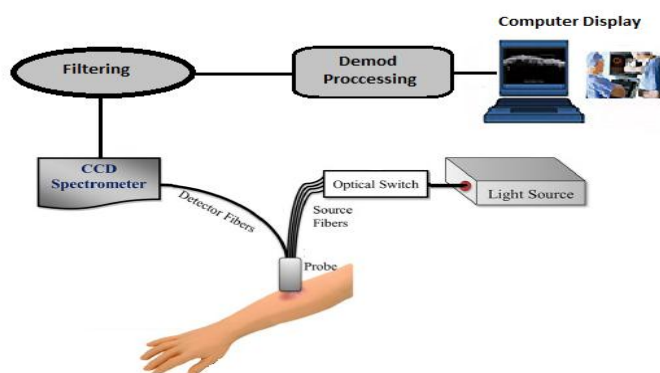 Computer Display
Filtering
Demod
Proccessing
CCD
Spectrometer
Detector Fibers
Source
Fibers
Optical Switch
Light Source
Probe